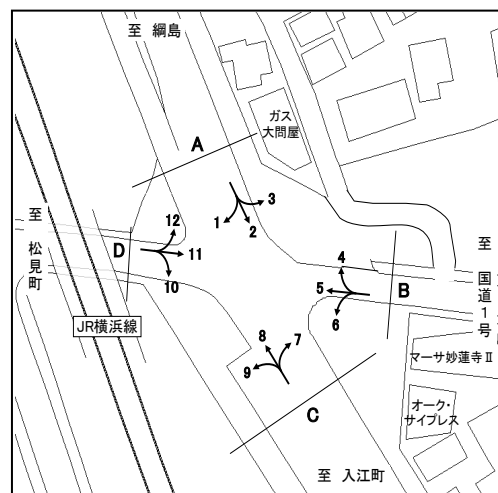 至 綱島
ガス
大問屋
A
3
1
2
12
至 松見町
D
11
10
4
5
B
6
至 国道1号
JR横浜線
8
7
9
マーサ妙蓮寺Ⅱ
C
オーク・
サイプレス
至 入江町